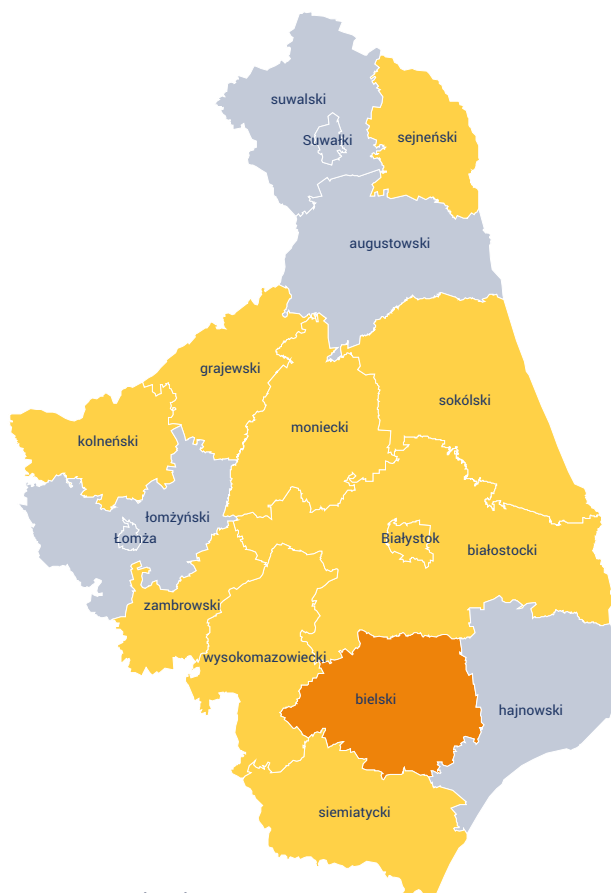 suwalski
Suwałki
sejneński
augustowski
grajewski
sokólski
moniecki
kolneński
łomżyński
Łomża
Białystok
białostocki
zambrowski
wysokomazowiecki
bielski
hajnowski
siemiatycki